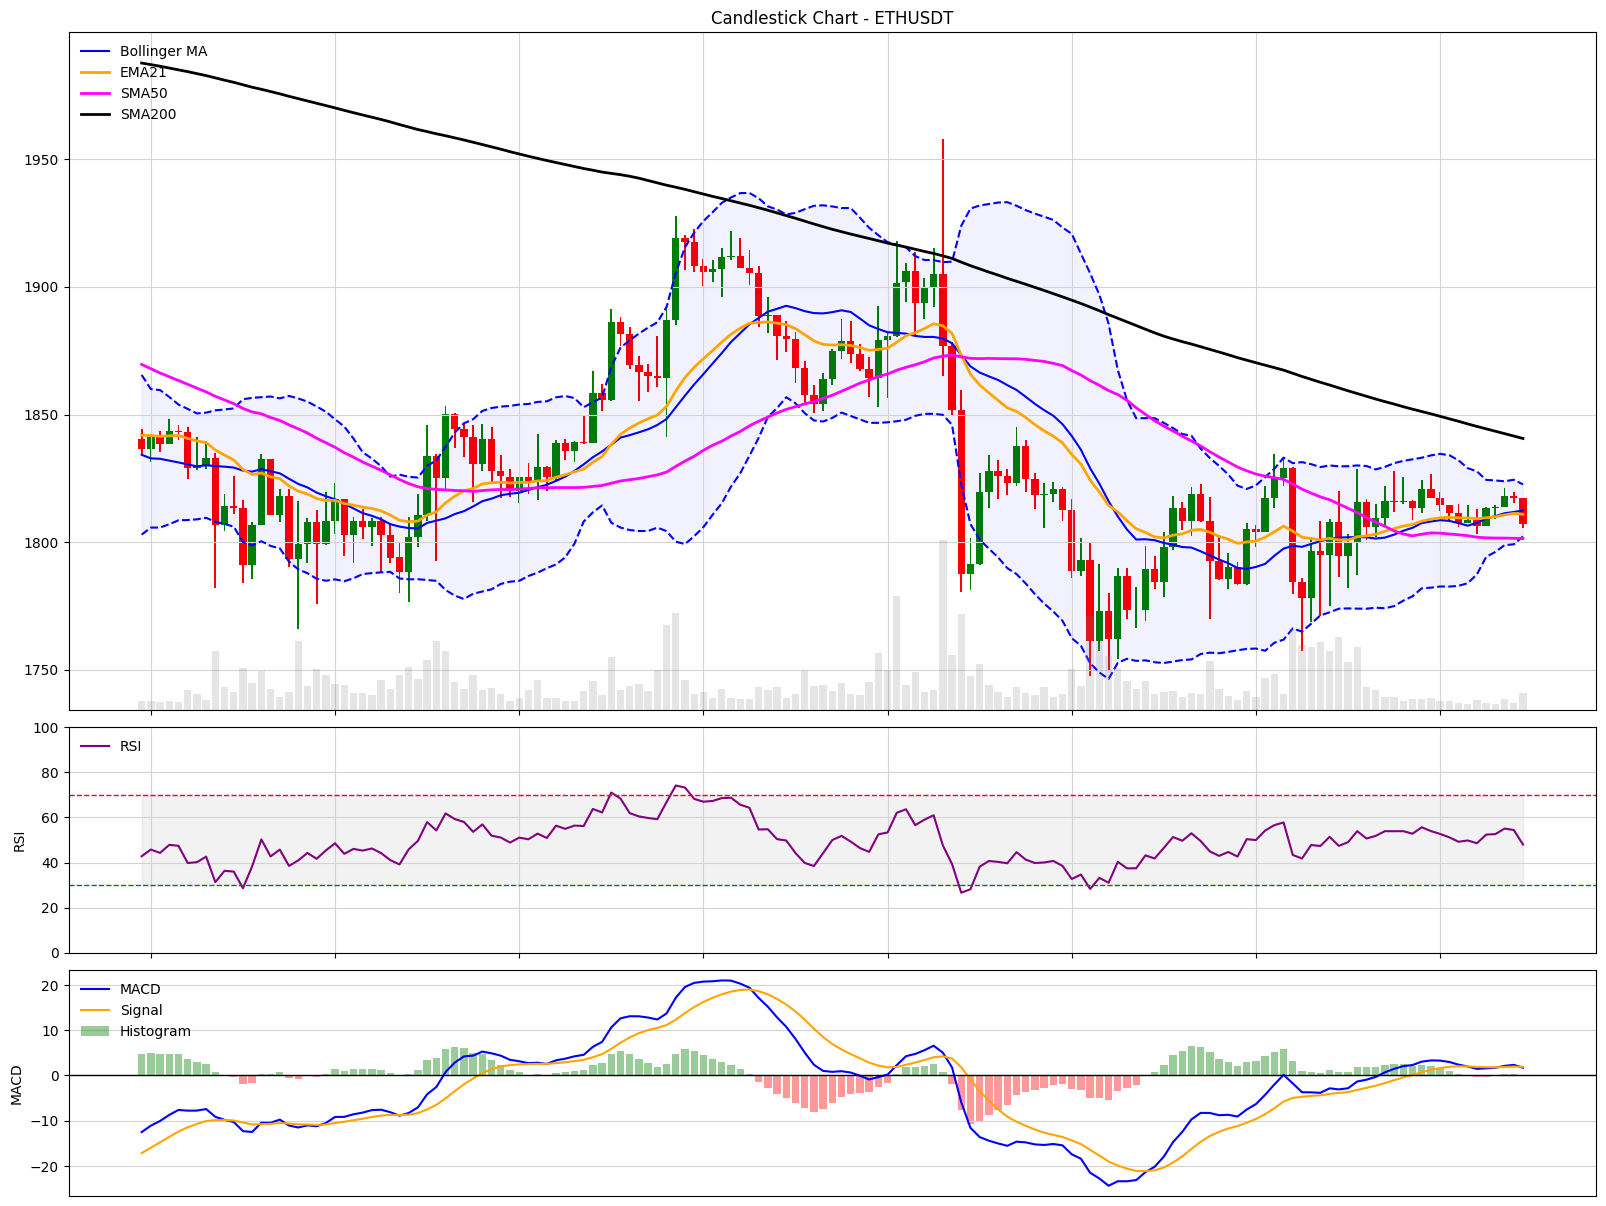 Candlestick Chart - ETHUSDT
Bollinger MA
EMA21
SMA50
SMA200
1950
1900
1850
1800
1750
RSI
100
80
60
40
20
0
RSI
MACD
Signal
Histogram
20
10
0
−10
−20
MACD